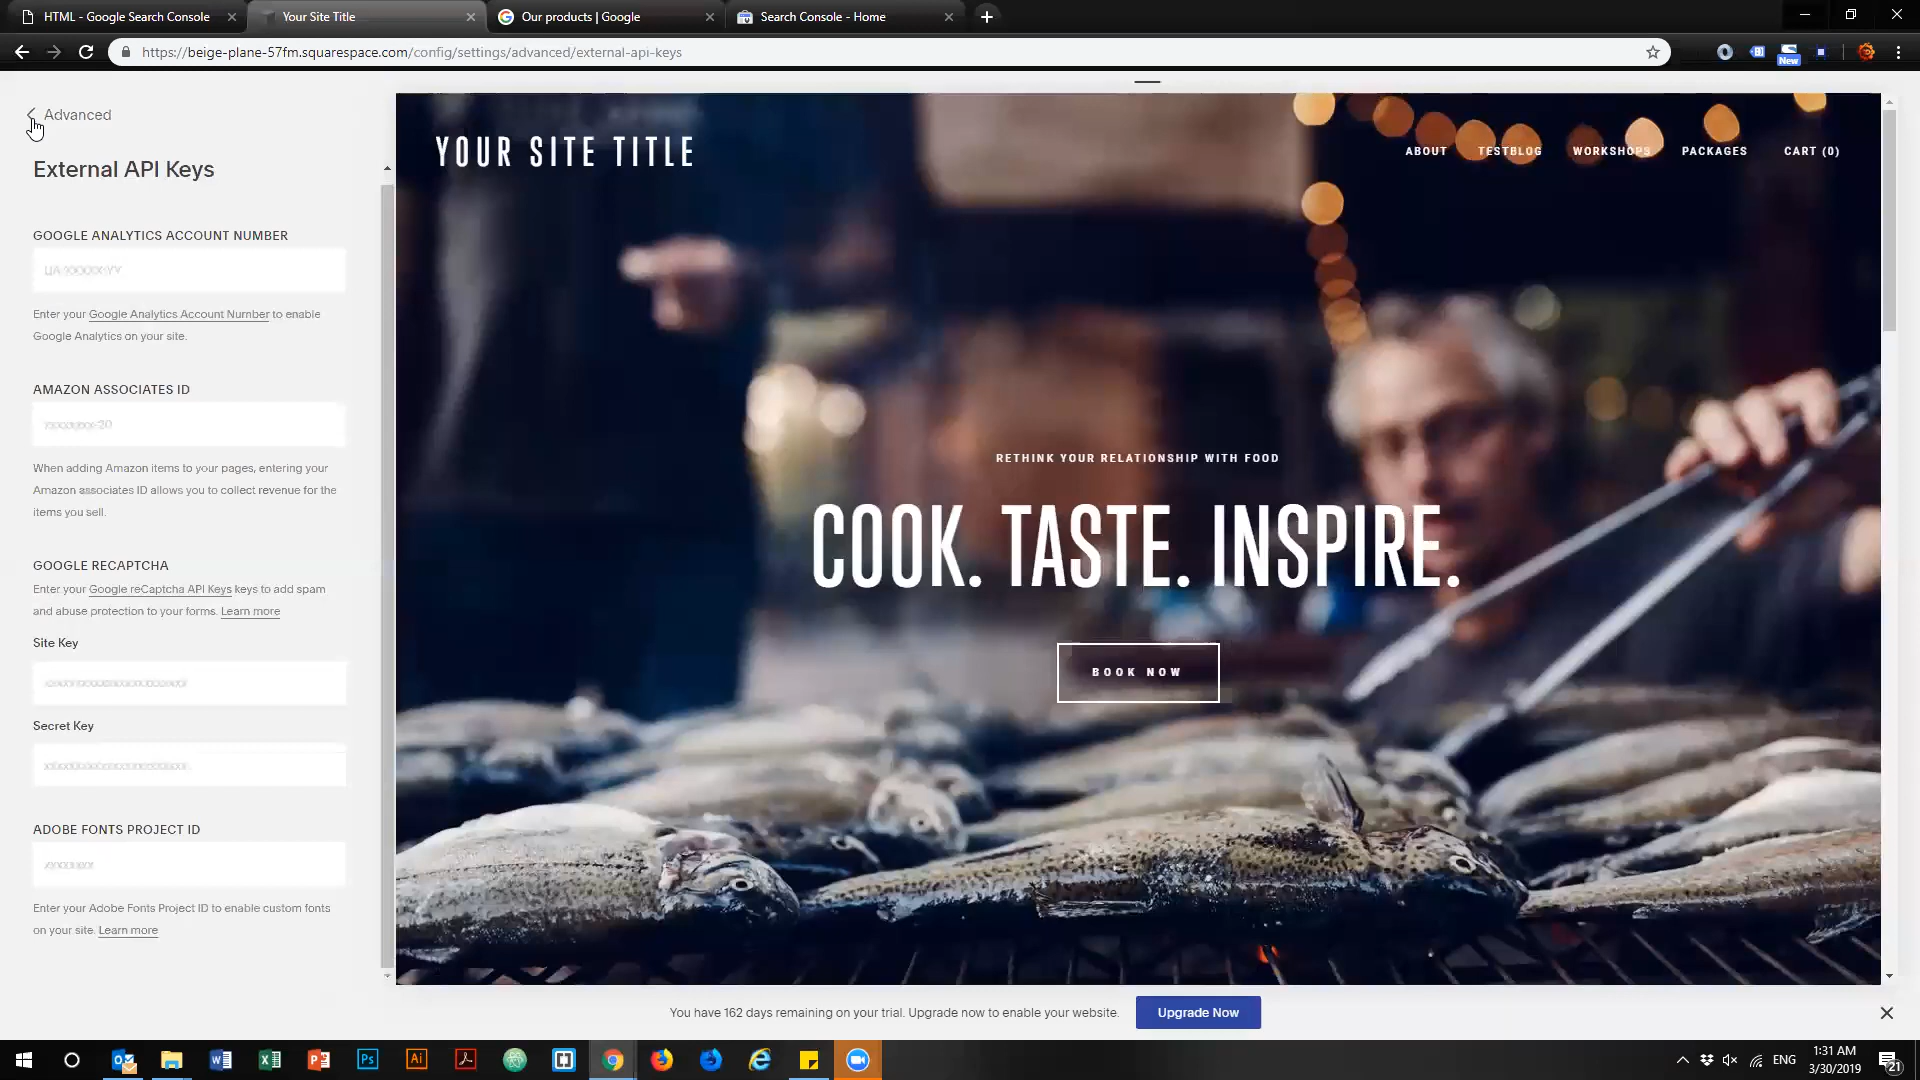 HTML - Google Search Console
Your Site Title
Our products | Google
Search Console - Home
https://beige-plane-57fm.squarespace.com/config/settings/advanced/external-api-keys
New
Advanced
External API Keys
GOOGLE ANALYTICS ACCOUNT NUMBER
Enter your Google Analytics Account Number to enable
Google Analytics on your site.
AMAZON ASSOCIATES ID
When adding Amazon items to your pages, entering your
Amazon associates ID allows you to collect revenue for the
items you sell.
GOOGLE RECAPTCHA
Enter your Google reCaptcha API Keys keys to add spam
and abuse protection to your forms. Learn more
Site Key
Secret Key
ADOBE FONTS PROJECT ID
Enter your Adobe Fonts Project ID to enable custom fonts
on your site. Learn more
YOUR SITE TITLE
ABOUT
TESTBLOG
WORKSHOPS
PACKAGES
CART (0)
RETHINK YOUR RELATIONSHIP WITH FOOD
COOK. TASTE. INSPIRE.
BOOK NOW
You have 162 days remaining on your trial. Upgrade now to enable your website.
Upgrade Now
Ps
Ai
ENG
1:31 AM
3/30/2019
21